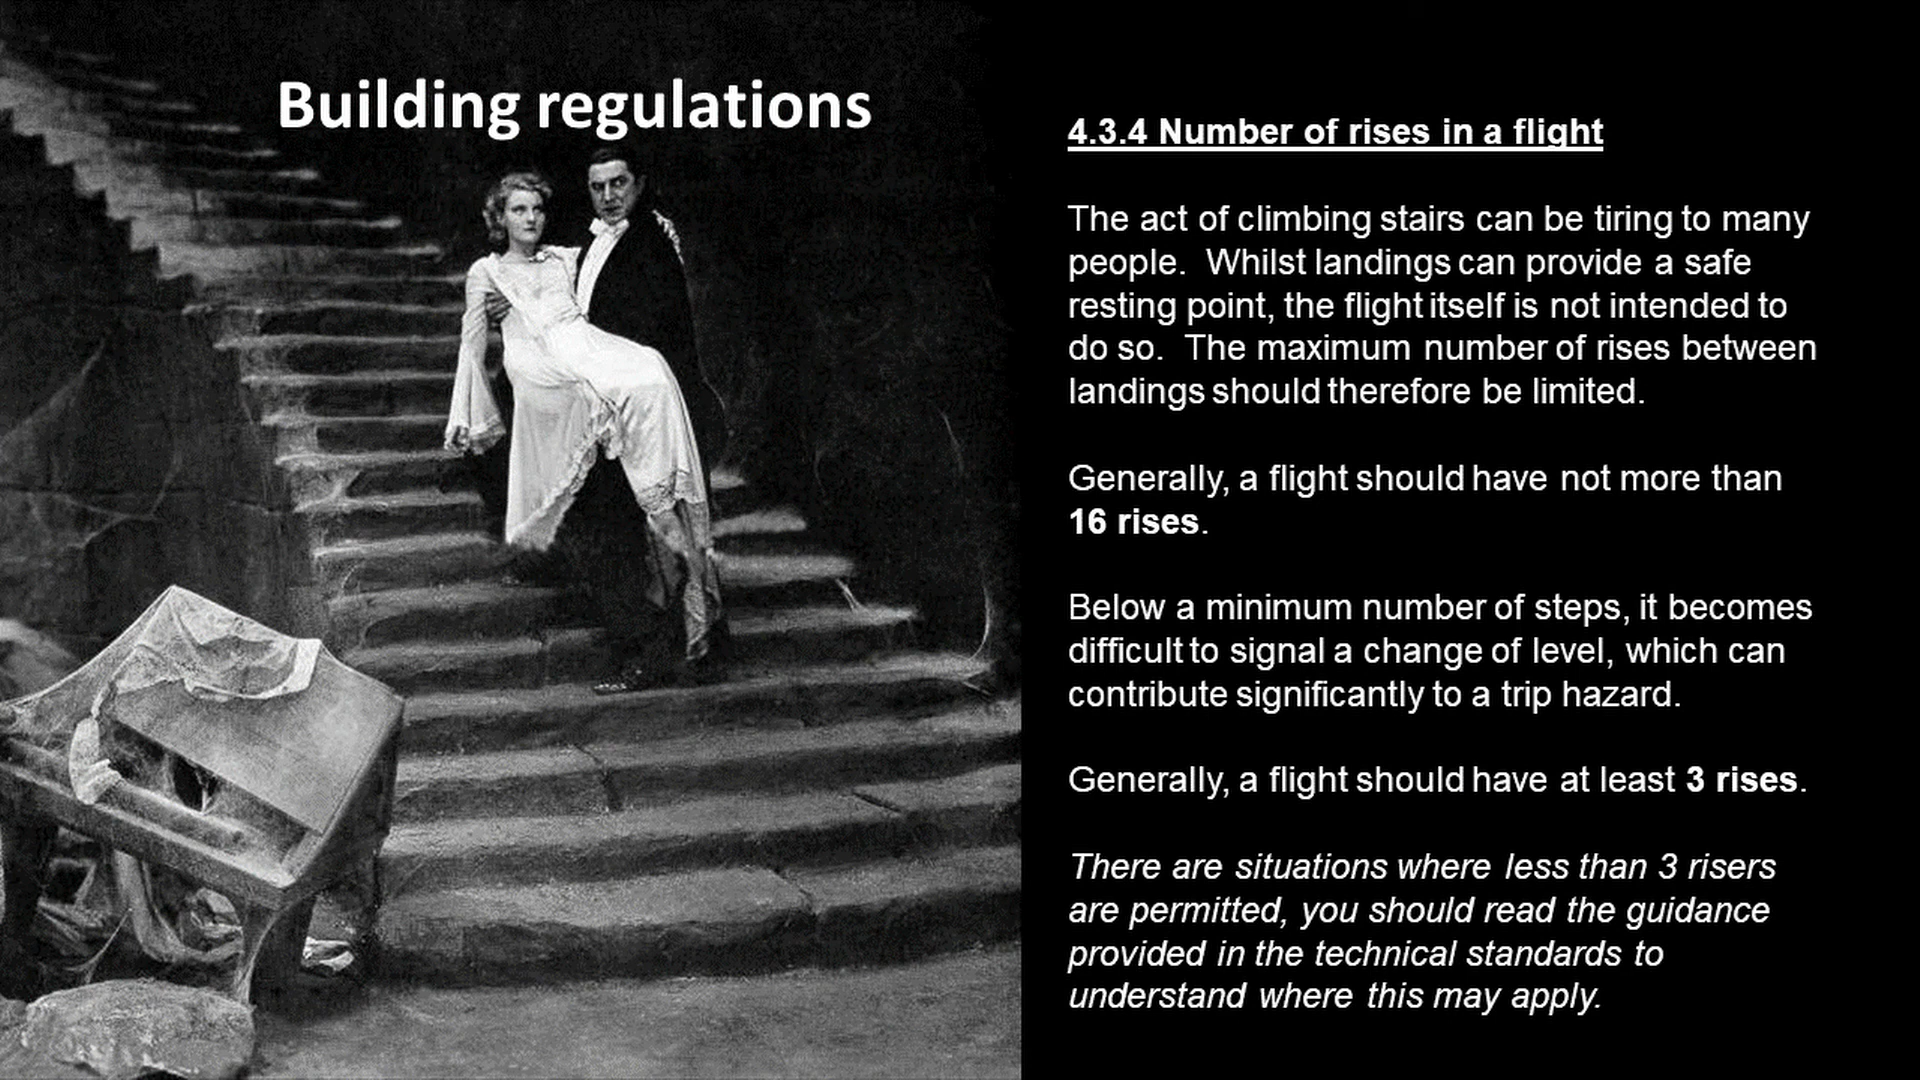 Building regulations
4.3.4 Number of rises in a flight
The act of climbing stairs can be tiring to many
people.  Whilst landings can provide a safe
resting point, the flight itself is not intended to
do so.  The maximum number of rises between
landings should therefore be limited.
Generally, a flight should have not more than
16 rises.
Below a minimum number of steps, it becomes
difficult to signal a change of level, which can
contribute significantly to a trip hazard.
Generally, a flight should have at least 3 rises.
There are situations where less than 3 risers
are permitted, you should read the guidance
provided in the technical standards to
understand where this may apply.